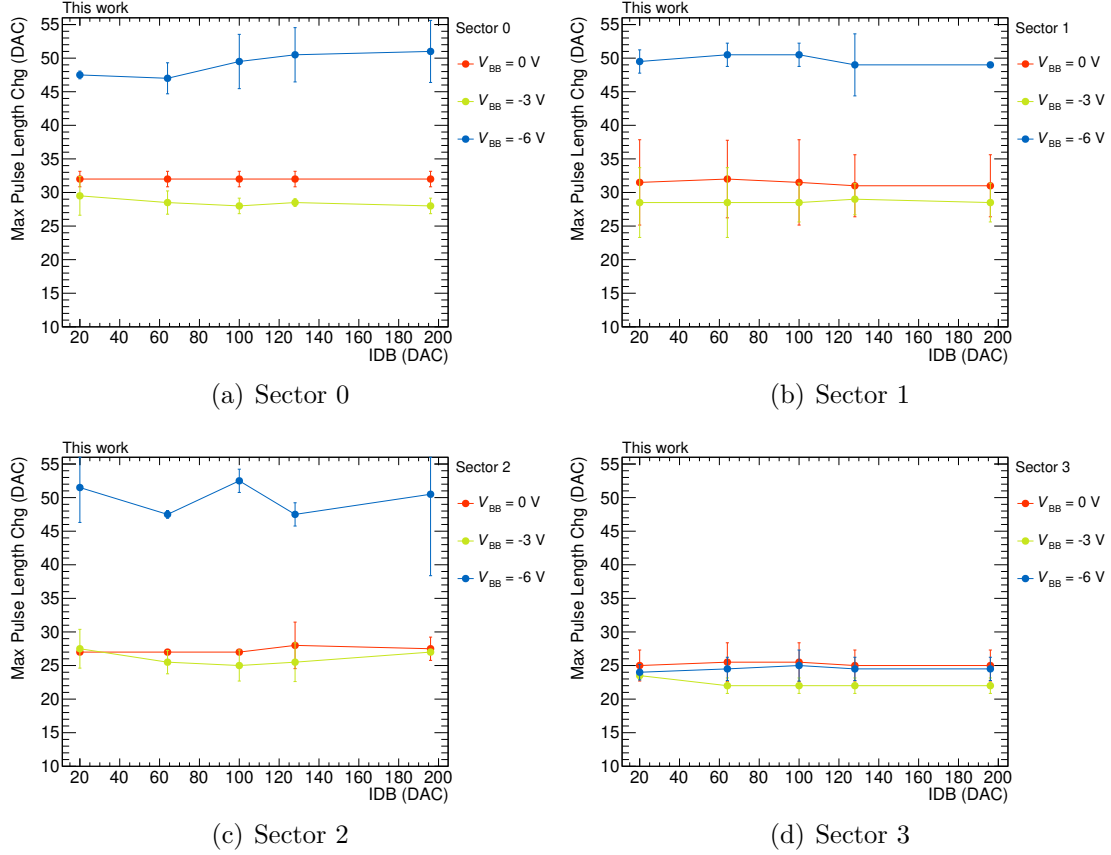 This work
Max Pulse Length Chg (DAC)
55
50
45
40
35
30
25
20
15
10
20 40 60 80 100 120 140 160 180 200
IDB (DAC)
Sector 0
V_BB = 0 V
V_BB = -3 V
V_BB = -6 V
(a) Sector 0
This work
Max Pulse Length Chg (DAC)
55
50
45
40
35
30
25
20
15
10
20 40 60 80 100 120 140 160 180 200
IDB (DAC)
Sector 1
V_BB = 0 V
V_BB = -3 V
V_BB = -6 V
(b) Sector 1
This work
Max Pulse Length Chg (DAC)
55
50
45
40
35
30
25
20
15
10
20 40 60 80 100 120 140 160 180 200
IDB (DAC)
Sector 2
V_BB = 0 V
V_BB = -3 V
V_BB = -6 V
(c) Sector 2
This work
Max Pulse Length Chg (DAC)
55
50
45
40
35
30
25
20
15
10
20 40 60 80 100 120 140 160 180 200
IDB (DAC)
Sector 3
V_BB = 0 V
V_BB = -3 V
V_BB = -6 V
(d) Sector 3